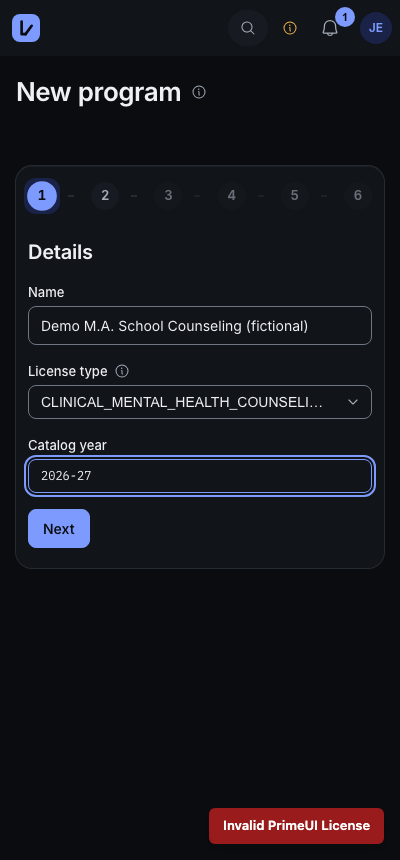 1
JE
New program
1 - 2 - 3 - 4 - 5 - 6
Details
Name
Demo M.A. School Counseling (fictional)
License type
CLINICAL_MENTAL_HEALTH_COUNSELI...
Catalog year
2026-27
Next
Invalid PrimeUI License